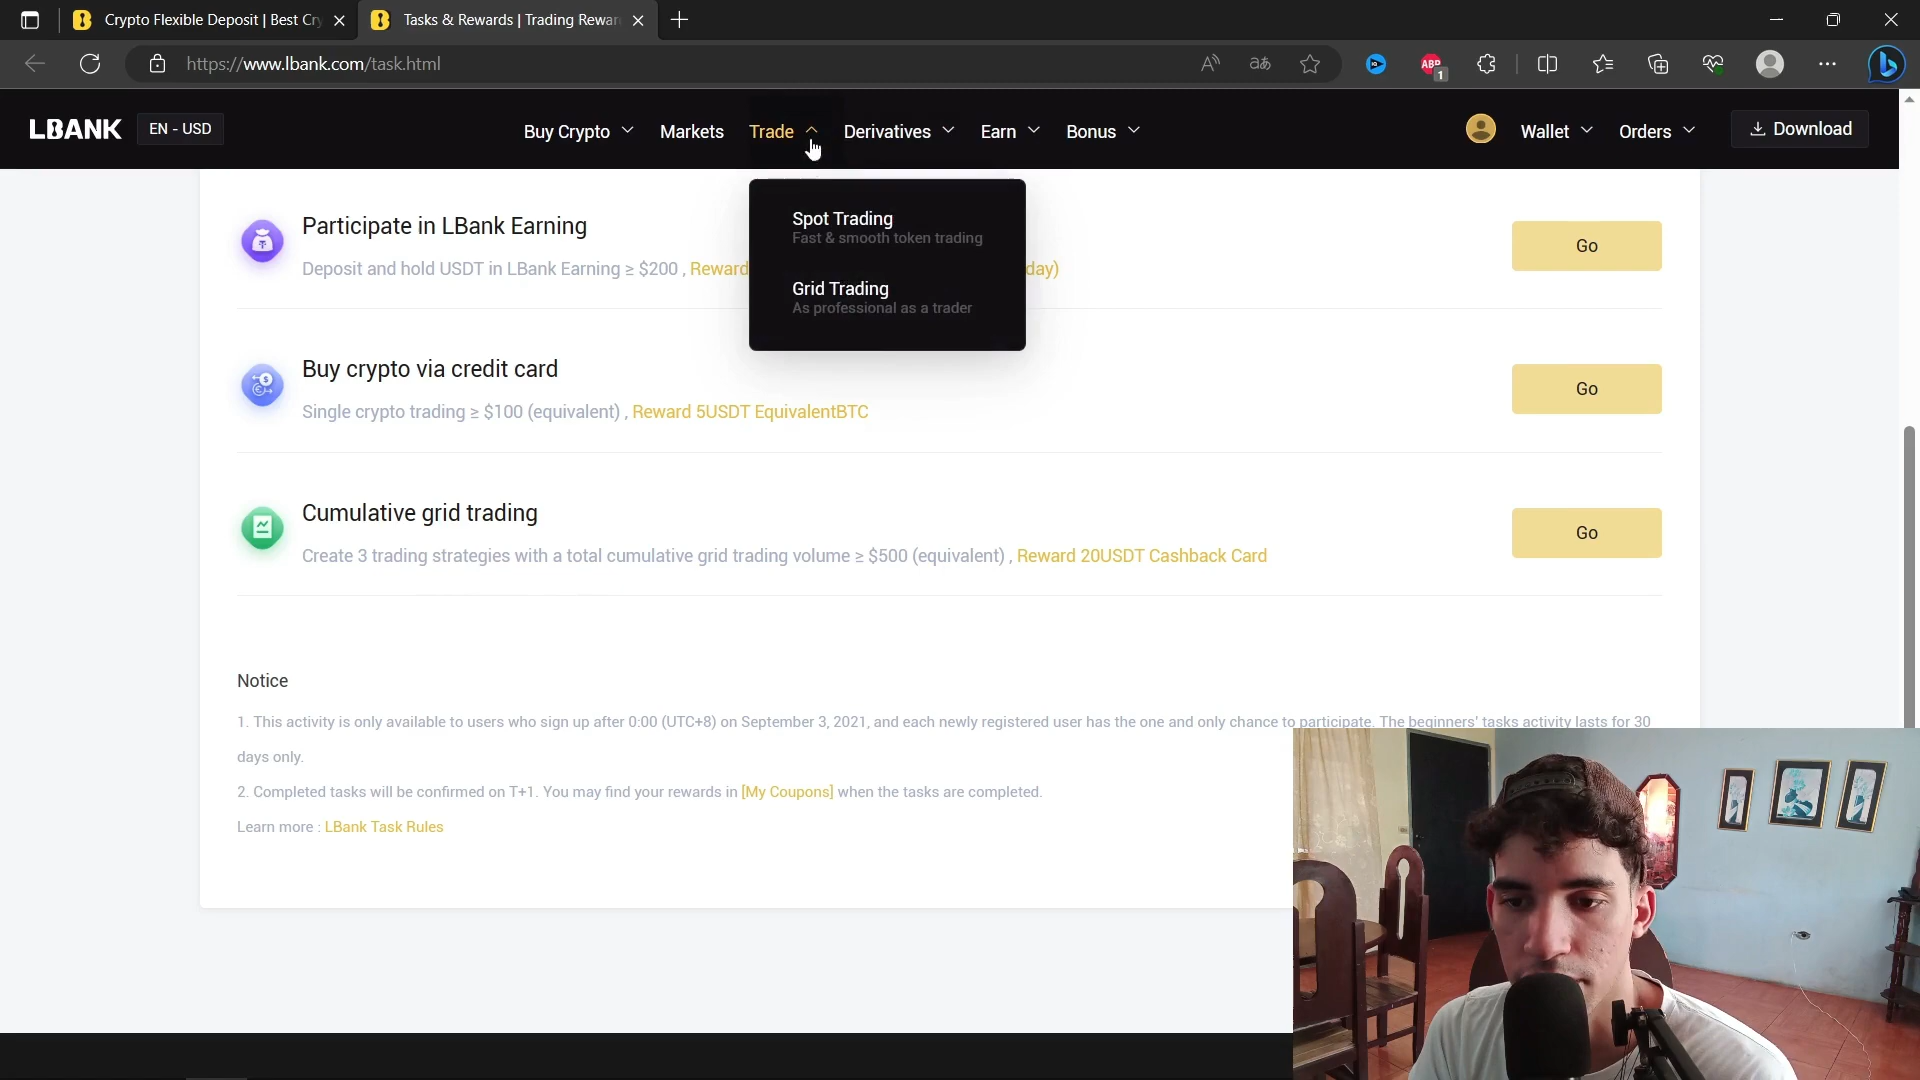 Crypto Flexible Deposit | Best Cry
Tasks & Rewards | Trading Rewar
https://www.lbank.com/task.html
aあ
ABP
1
LBANK
EN - USD
Buy Crypto
Markets
Trade
Derivatives
Earn
Bonus
Wallet
Orders
Download
Spot Trading
Fast & smooth token trading
Grid Trading
As professional as a trader
Participate in LBank Earning
Deposit and hold USDT in LBank Earning ≥ $200 , Reward day)
Go
Buy crypto via credit card
Single crypto trading ≥ $100 (equivalent) , Reward 5USDT EquivalentBTC
Go
Cumulative grid trading
Create 3 trading strategies with a total cumulative grid trading volume ≥ $500 (equivalent) , Reward 20USDT Cashback Card
Go
Notice
1. This activity is only available to users who sign up after 0:00 (UTC+8) on September 3, 2021, and each newly registered user has the one and only chance to participate. The beginners' tasks activity lasts for 30
days only.
2. Completed tasks will be confirmed on T+1. You may find your rewards in [My Coupons] when the tasks are completed.
Learn more : LBank Task Rules